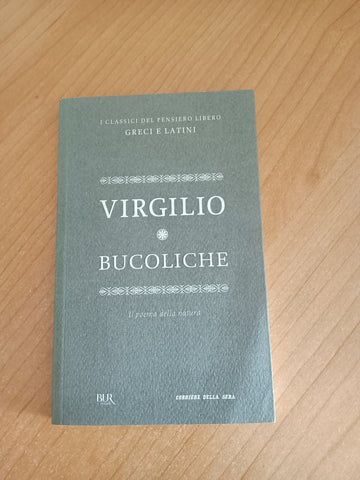 I CLASSICI DEL PENSIERO LIBERO
GRECI E LATINI
VIRGILIO
BUCOLICHE
Il poema della natura
BUR
CORRIERE DELLA SERA